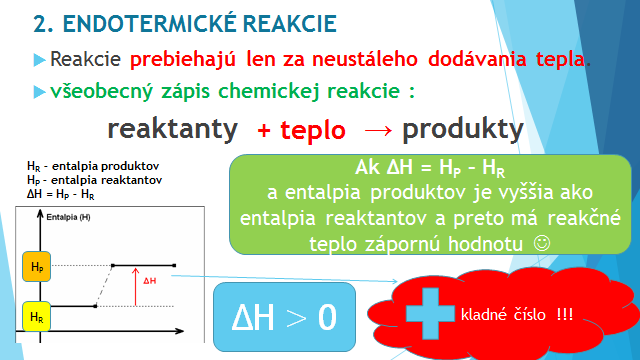 2. ENDOTERMICKÉ REAKCIE
Reakcie prebiehajú len za neustáleho dodávania tepla.
všeobecný zápis chemickej reakcie :
reaktanty + teplo → produkty
HR – entalpia produktov
HP – entalpia reaktantov
ΔH = HP – HR
Ak ΔH = HP – HR
a entalpia produktov je vyššia ako
entalpia reaktantov a preto má reakčné
teplo zápornú hodnotu ☺
Entalpia (H)
HP
ΔH
HR
ΔH > 0
kladné číslo !!!